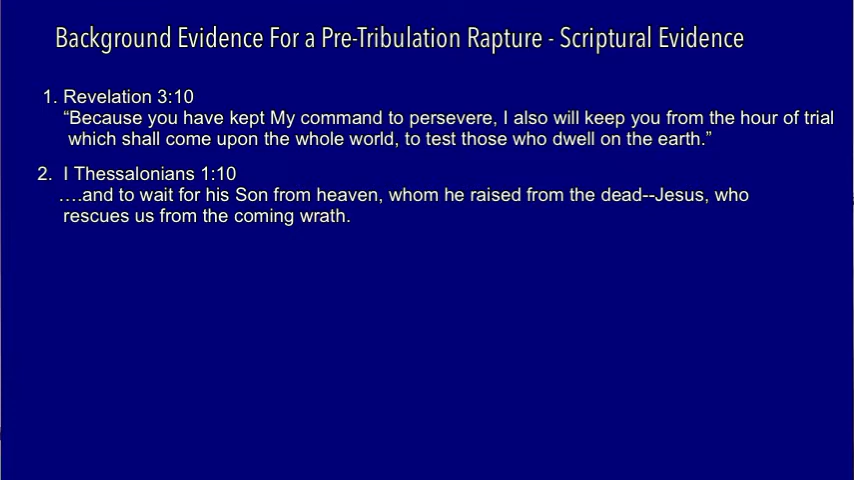 Background Evidence For a Pre-Tribulation Rapture - Scriptural Evidence
1. Revelation 3:10
“Because you have kept My command to persevere, I also will keep you from the hour of trial
which shall come upon the whole world, to test those who dwell on the earth.”
2. I Thessalonians 1:10
….and to wait for his Son from heaven, whom he raised from the dead--Jesus, who
rescues us from the coming wrath.